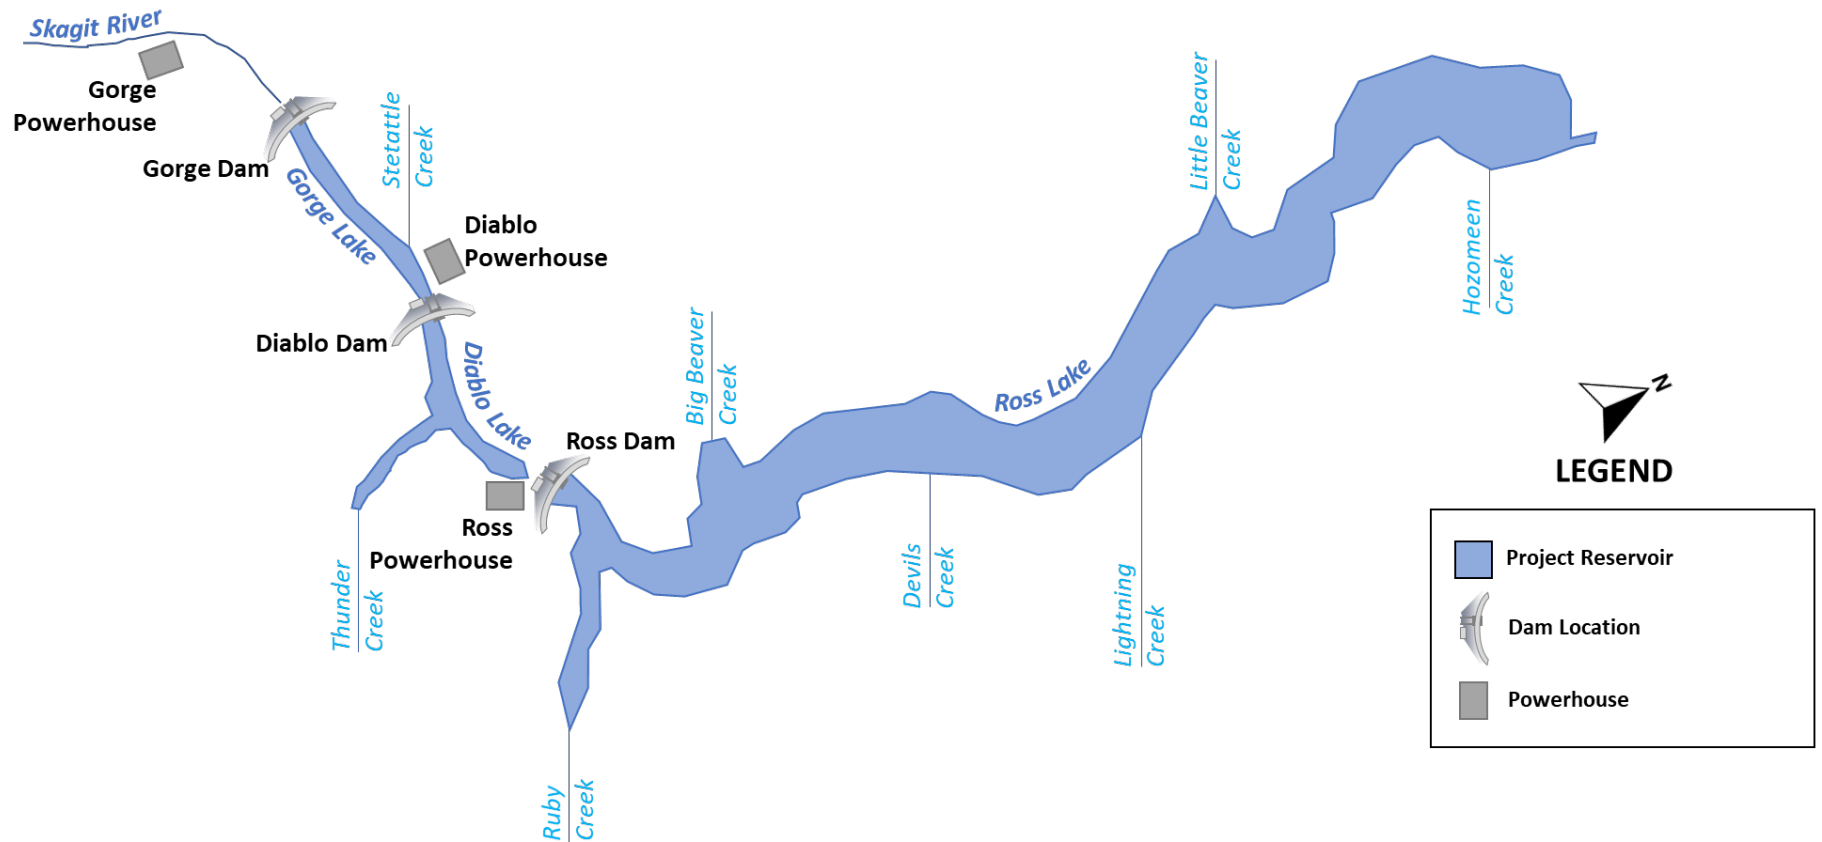 Skagit River
Gorge
Powerhouse
Gorge Dam
Gorge Lake
Stetattle
Creek
Diablo
Powerhouse
Diablo Dam
Diablo Lake
Ross Dam
Ross
Powerhouse
Thunder
Creek
Ruby
Creek
Big Beaver
Creek
Ross Lake
Devils
Creek
Lightning
Creek
Little Beaver
Creek
Hozomeen
Creek
N
LEGEND
Project Reservoir
Dam Location
Powerhouse